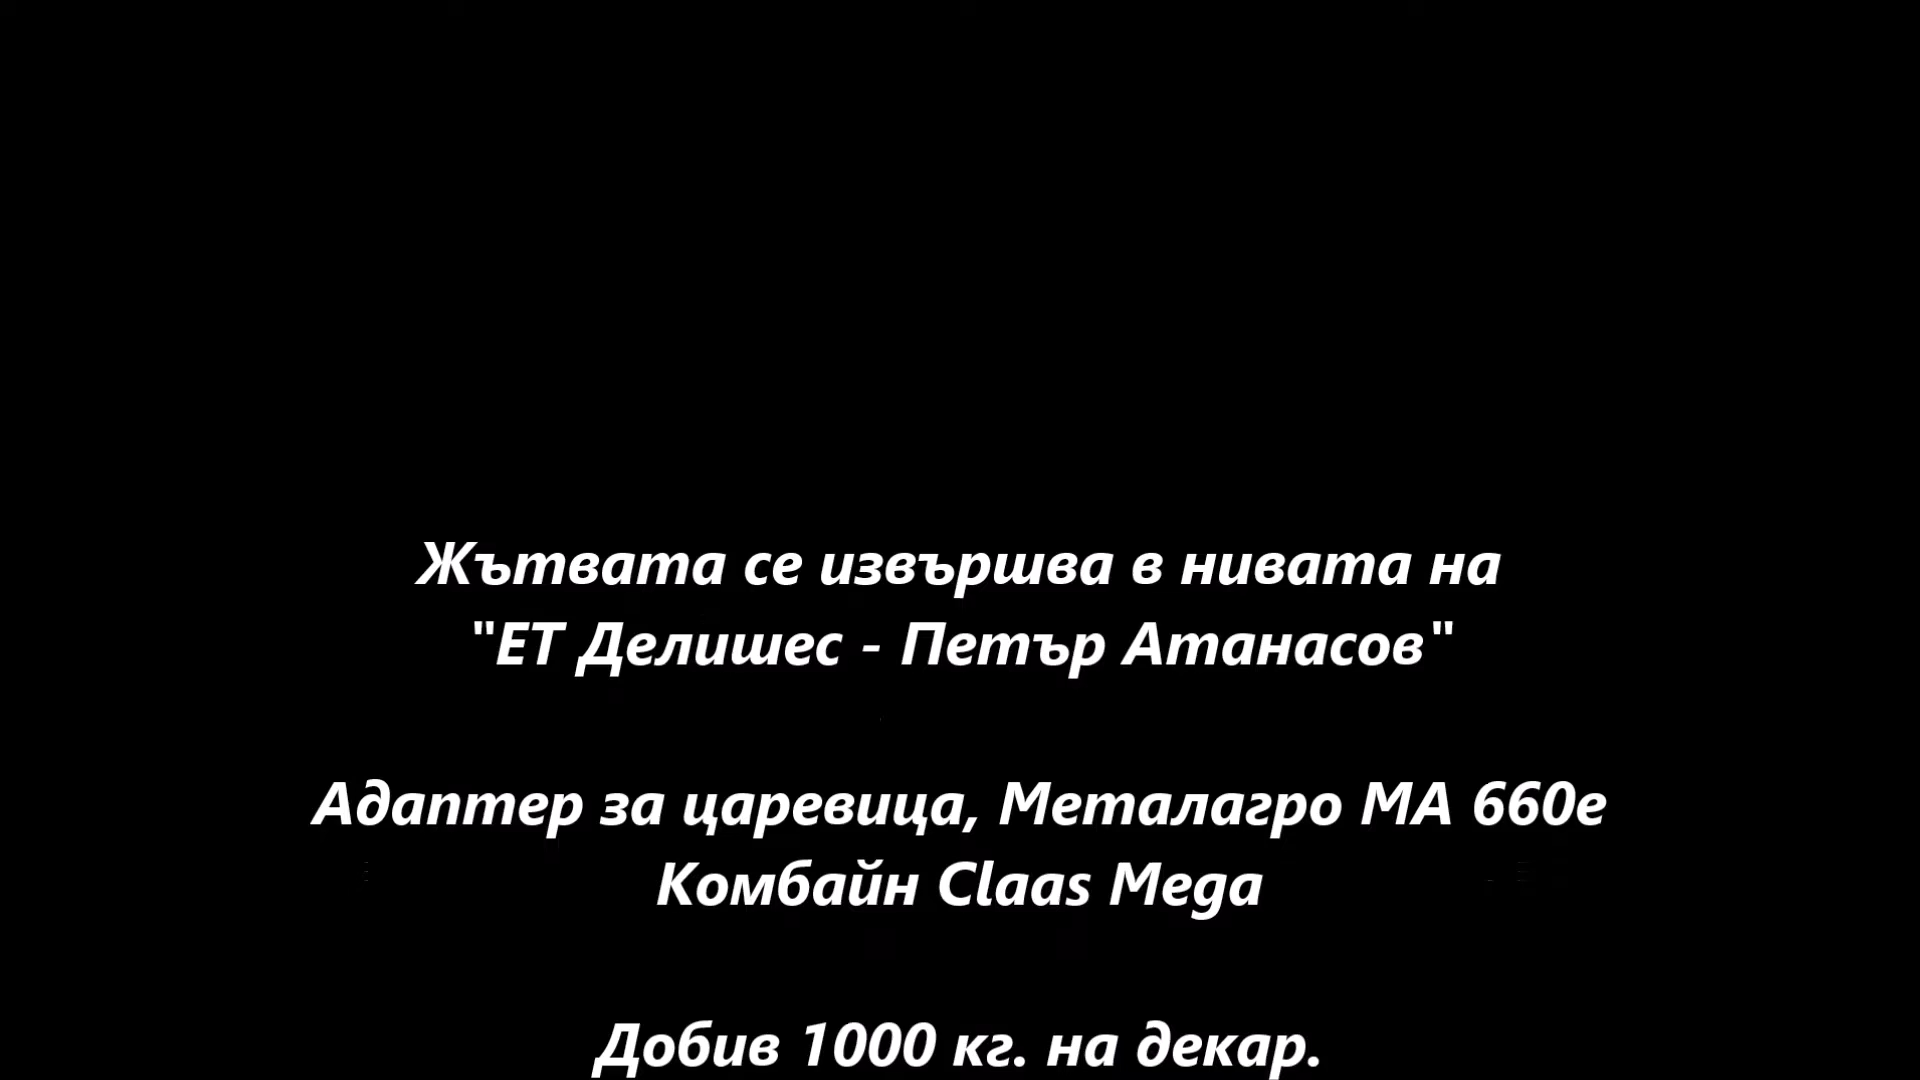 Жътвата се извършва в нивата на
"ЕТ Делишес - Петър Атанасов"
Адаптер за царевица, Металагро МА 660е
Комбайн Claas Mega
Добив 1000 кг. на декар.